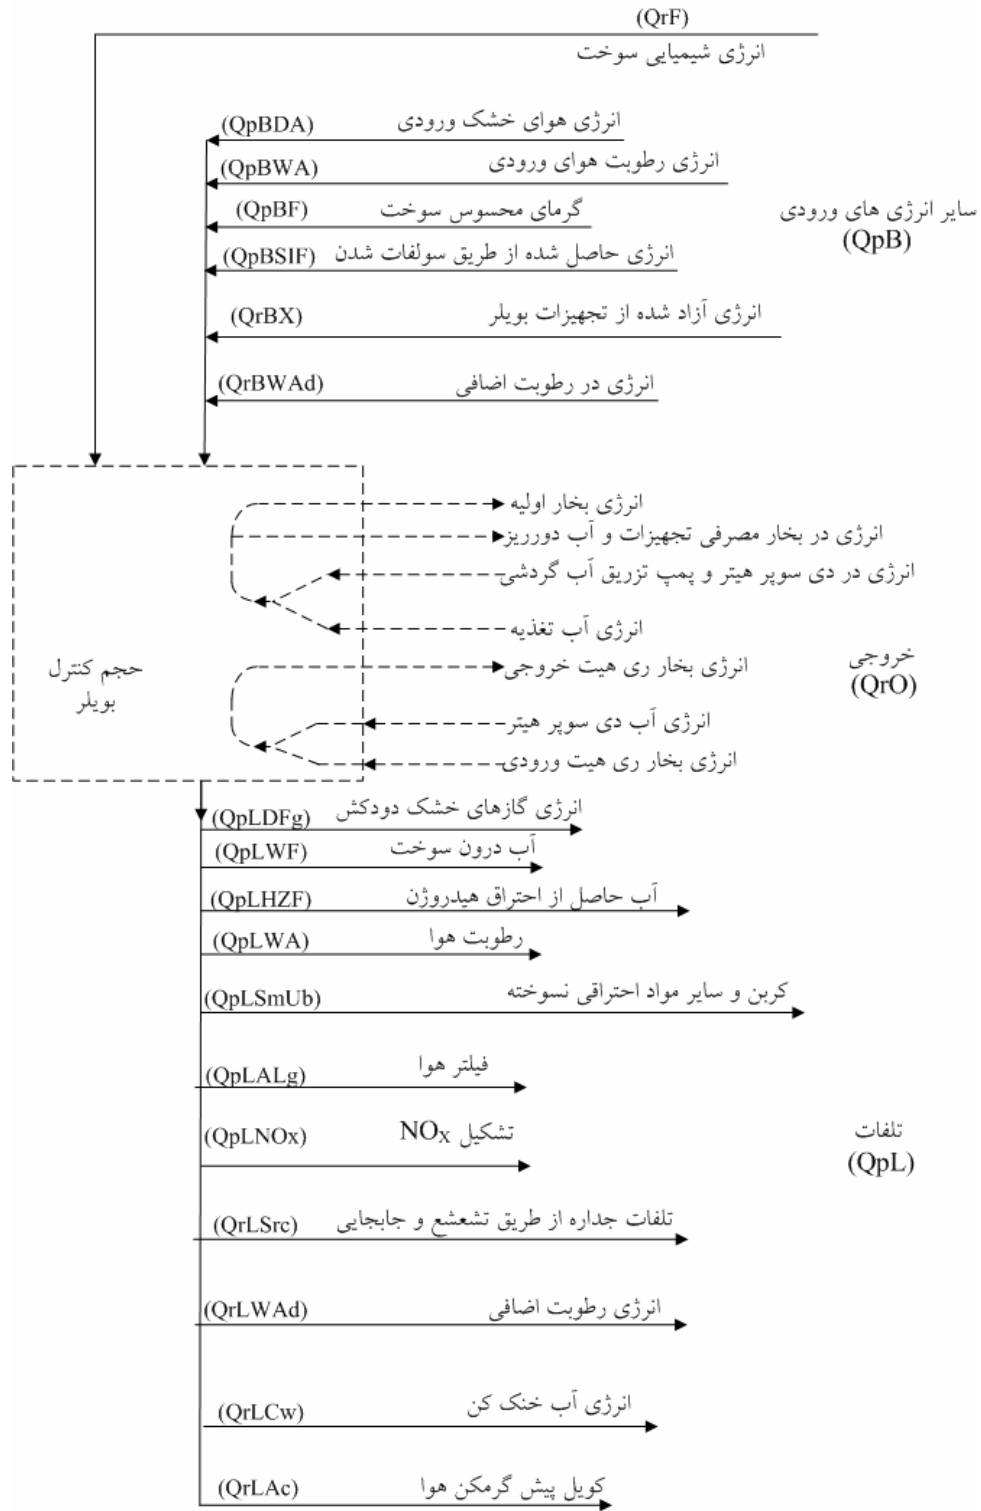 (QrF)
انرژی شیمیایی سوخت
انرژی هوای خشک ورودی (QpBDA)
انرژی رطوبت هوای ورودی (QpBWA)
گرمای محسوس سوخت (QpBF)
سایر انرژی های ورودی
(QpB)
انرژی حاصل شده از طریق سولفات شدن (QpBSIF)
انرژی آزاد شده از تجهیزات بویلر (QrBX)
انرژی در رطوبت اضافی (QrBWAd)
انرژی بخار اولیه
انرژی در بخار مصرفی تجهیزات و آب دورریز
انرژی در دی سوپر هیتر و پمپ تزریق آب گردشی
انرژی آب تغذیه
خروجی
(QrO)
انرژی بخار ری هیت خروجی
حجم کنترل
بویلر
انرژی آب دی سوپر هیتر
انرژی بخار ری هیت ورودی
انرژی گازهای خشک دودکش (QpLDFg)
آب درون سوخت (QpLWF)
آب حاصل از احتراق هیدروژن (QpLHZF)
رطوبت هوا (QpLWA)
کربن و سایر مواد احتراقی نسوخته (QpLSmUb)
فیلتر هوا (QpLALg)
تشکیل NOX (QpLNOx)
تلفات
(QpL)
تلفات جداره از طریق تشعشع و جابجایی (QrLSrc)
انرژی رطوبت اضافی (QrLWAd)
انرژی آب خنک کن (QrLCw)
کویل پیش گرمکن هوا (QrLAc)